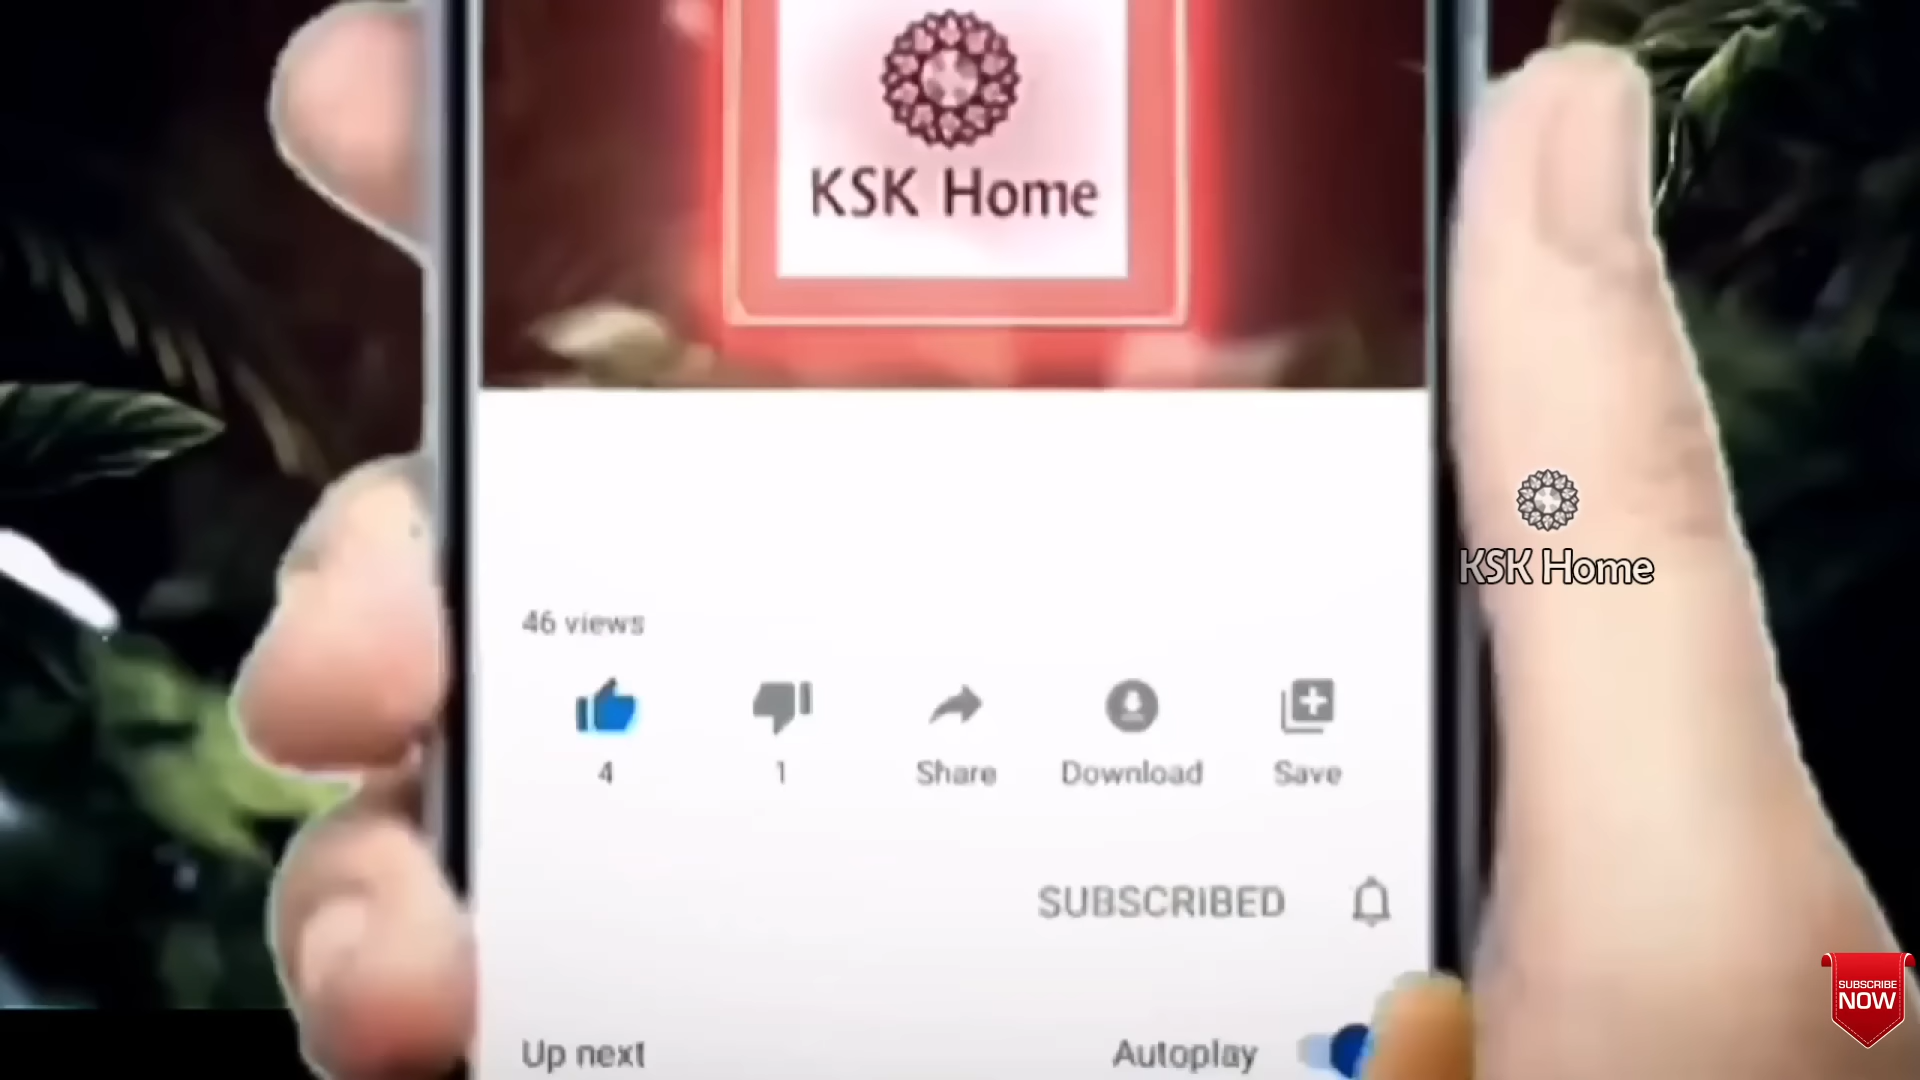 KSK Home
46 views
4
1
Share
Download
Save
SUBSCRIBED
Up next
Autoplay
KSK Home
SUBSCRIBE
NOW